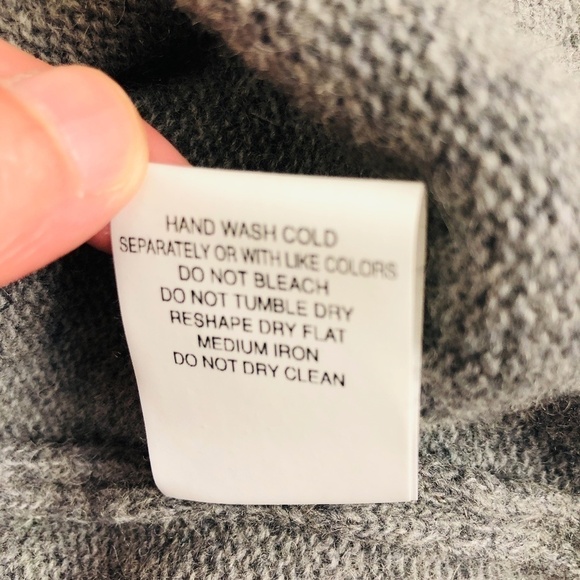 HAND WASH COLD
SEPARATELY OR WITH LIKE COLORS
DO NOT BLEACH
DO NOT TUMBLE DRY
RESHAPE DRY FLAT
MEDIUM IRON
DO NOT DRY CLEAN